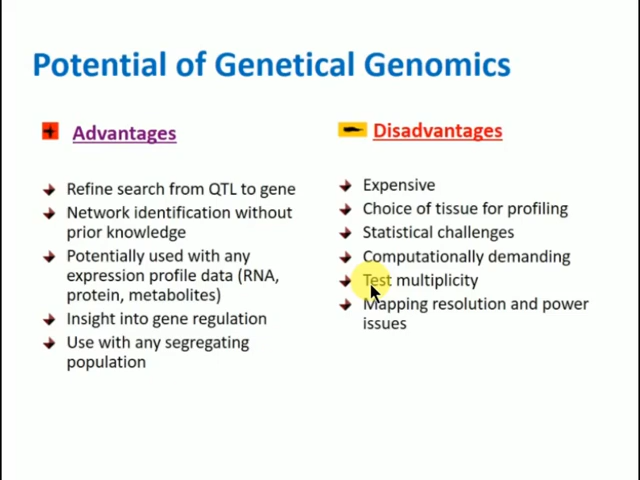 Potential of Genetical Genomics
Advantages
Refine search from QTL to gene
Network identification without
prior knowledge
Potentially used with any
expression profile data (RNA,
protein, metabolites)
Insight into gene regulation
Use with any segregating
population
Disadvantages
Expensive
Choice of tissue for profiling
Statistical challenges
Computationally demanding
Test multiplicity
Mapping resolution and power
issues